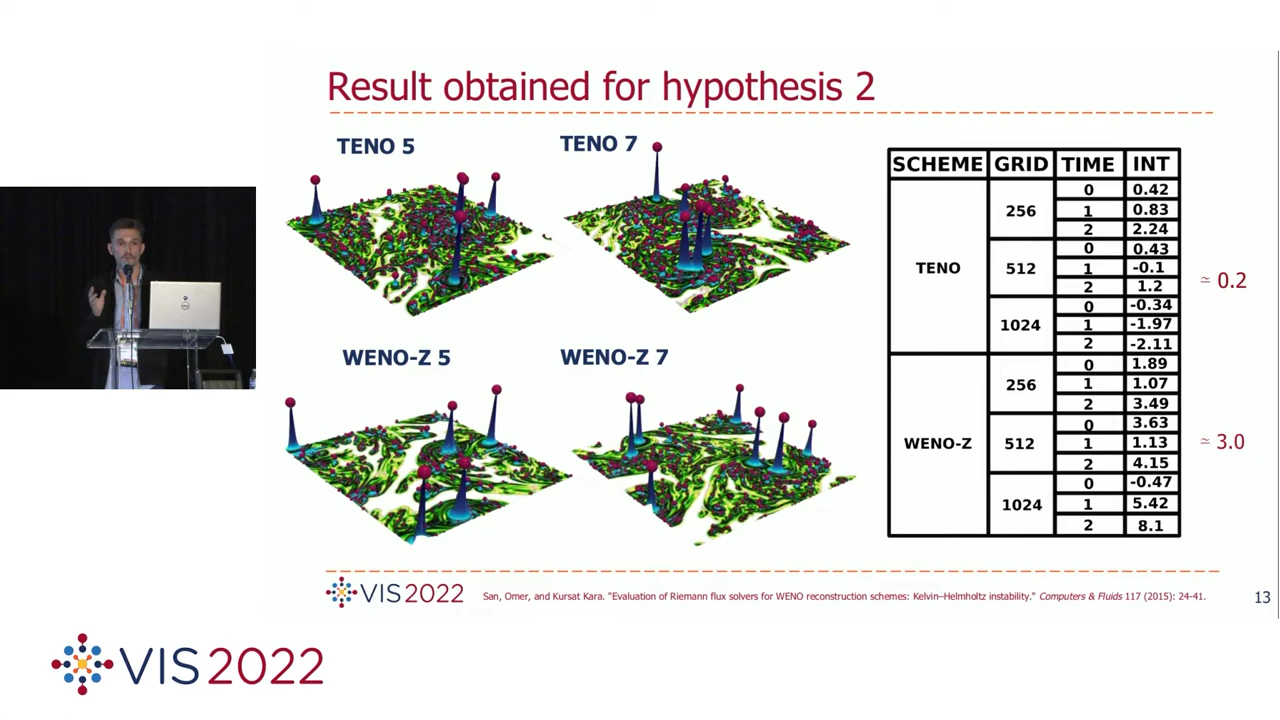 Result obtained for hypothesis 2
TENO 5
TENO 7
WENO-Z 5
WENO-Z 7
SCHEME GRID TIME INT
TENO 256 0 0.42
1 0.83
2 2.24
512 0 0.43
1 -0.1
2 1.2
1024 0 -0.34
1 -1.97
2 -2.11
WENO-Z 256 0 1.89
1 1.07
2 3.49
512 0 3.63
1 1.13
2 4.15
1024 0 -0.47
1 5.42
2 8.1
≃ 0.2
≃ 3.0
VIS2022
San, Omer, and Kursat Kara. "Evaluation of Riemann flux solvers for WENO reconstruction schemes: Kelvin–Helmholtz instability." Computers & Fluids 117 (2015): 24-41.
13
VIS2022